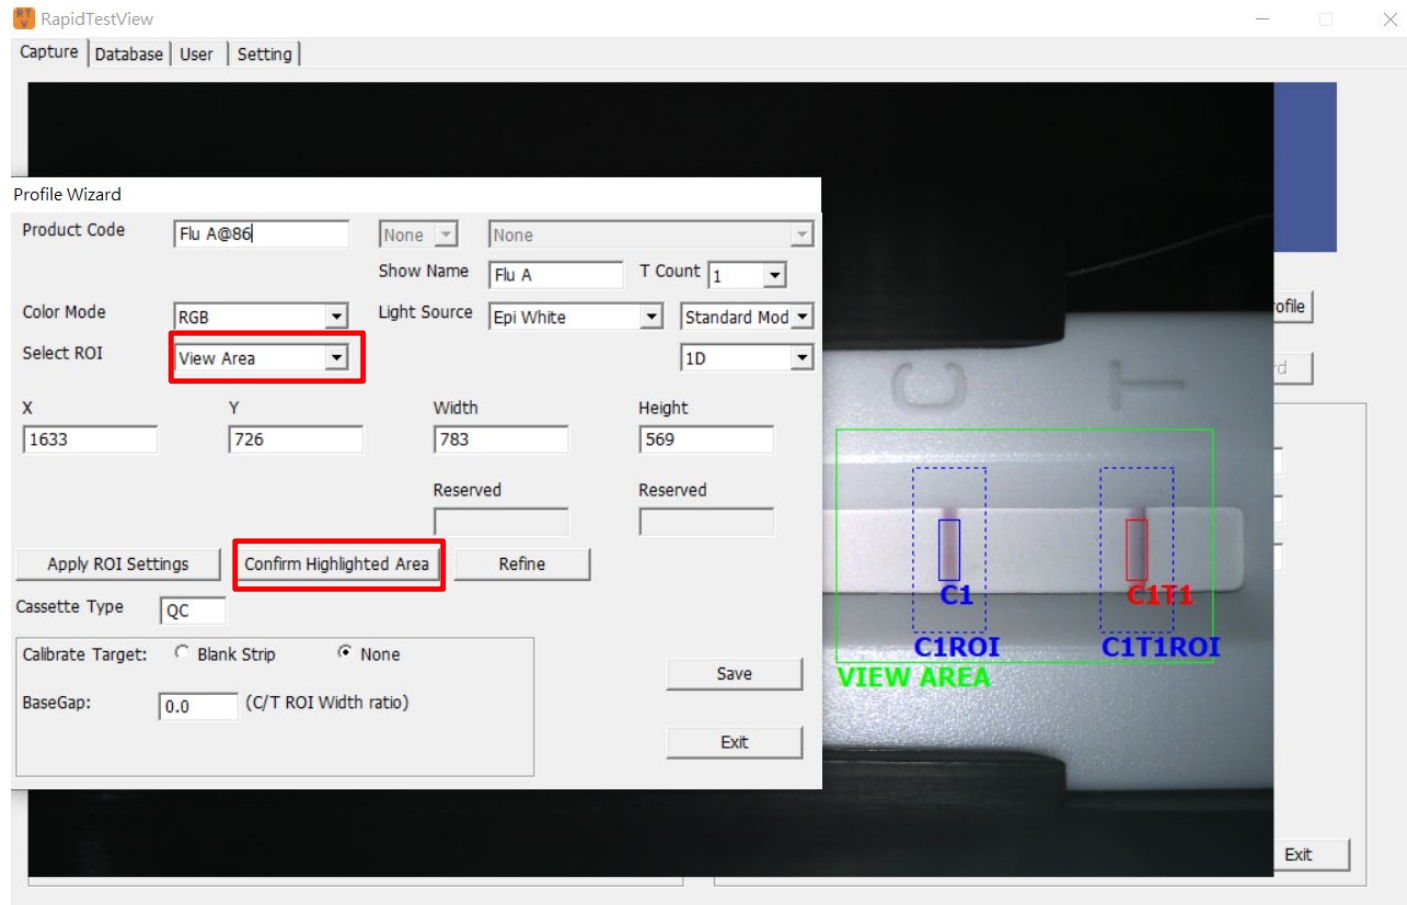 RT
V
RapidTestView
Capture Database User Setting
Profile Wizard
Product Code Flu A@86 None None
Show Name Flu A T Count 1
Color Mode RGB Light Source Epi White Standard Mod
Select ROI View Area 1D
X Y Width Height
1633 726 783 569
Reserved Reserved
Apply ROI Settings Confirm Highlighted Area Refine
Cassette Type QC
Calibrate Target: Blank Strip None
BaseGap: 0.0 (C/T ROI Width ratio)
Save
Exit
C T
C1 C1T1
C1ROI C1T1ROI
VIEW AREA
ofile
rd
Exit